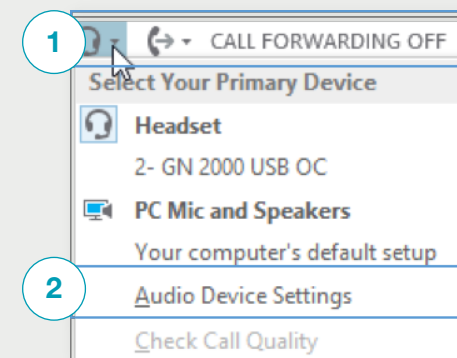 1
CALL FORWARDING OFF
Select Your Primary Device
Headset
2- GN 2000 USB OC
PC Mic and Speakers
Your computer's default setup
2
Audio Device Settings
Check Call Quality